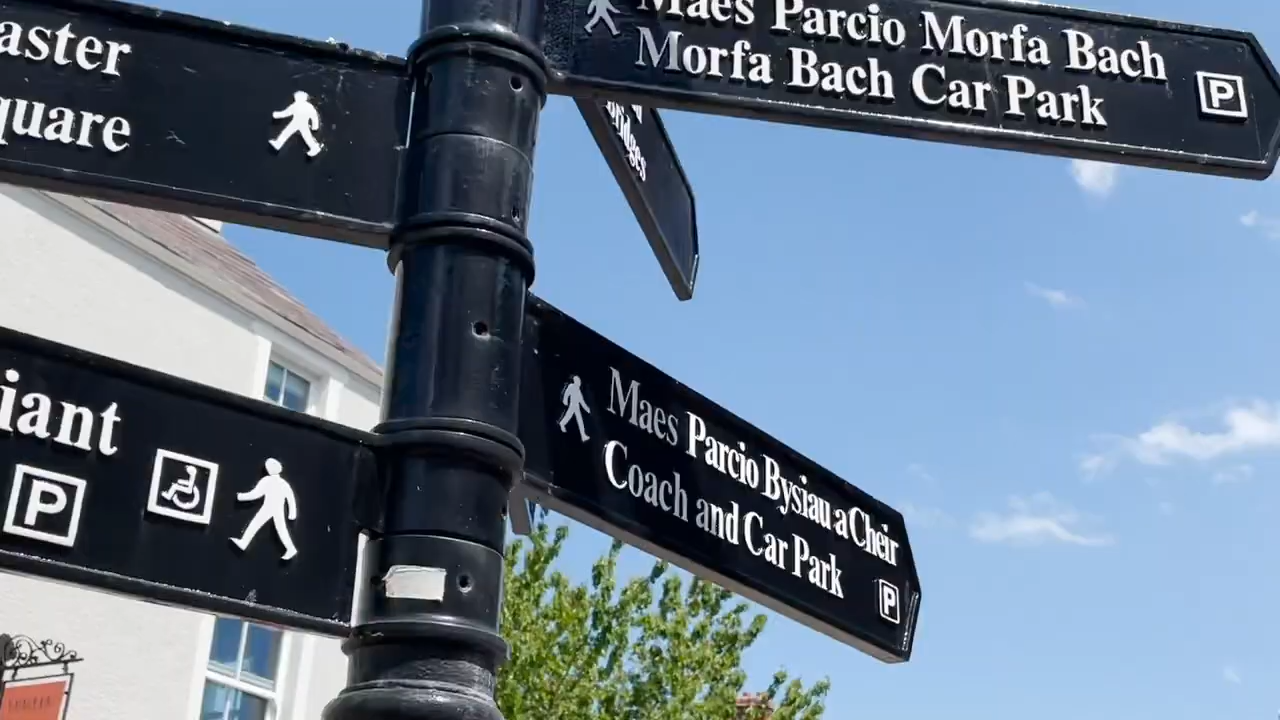 aster
quare
Maes Parcio Morfa Bach
Morfa Bach Car Park
P
bridges
iant
P
Maes Parcio Bysiau a Cheir
Coach and Car Park
P